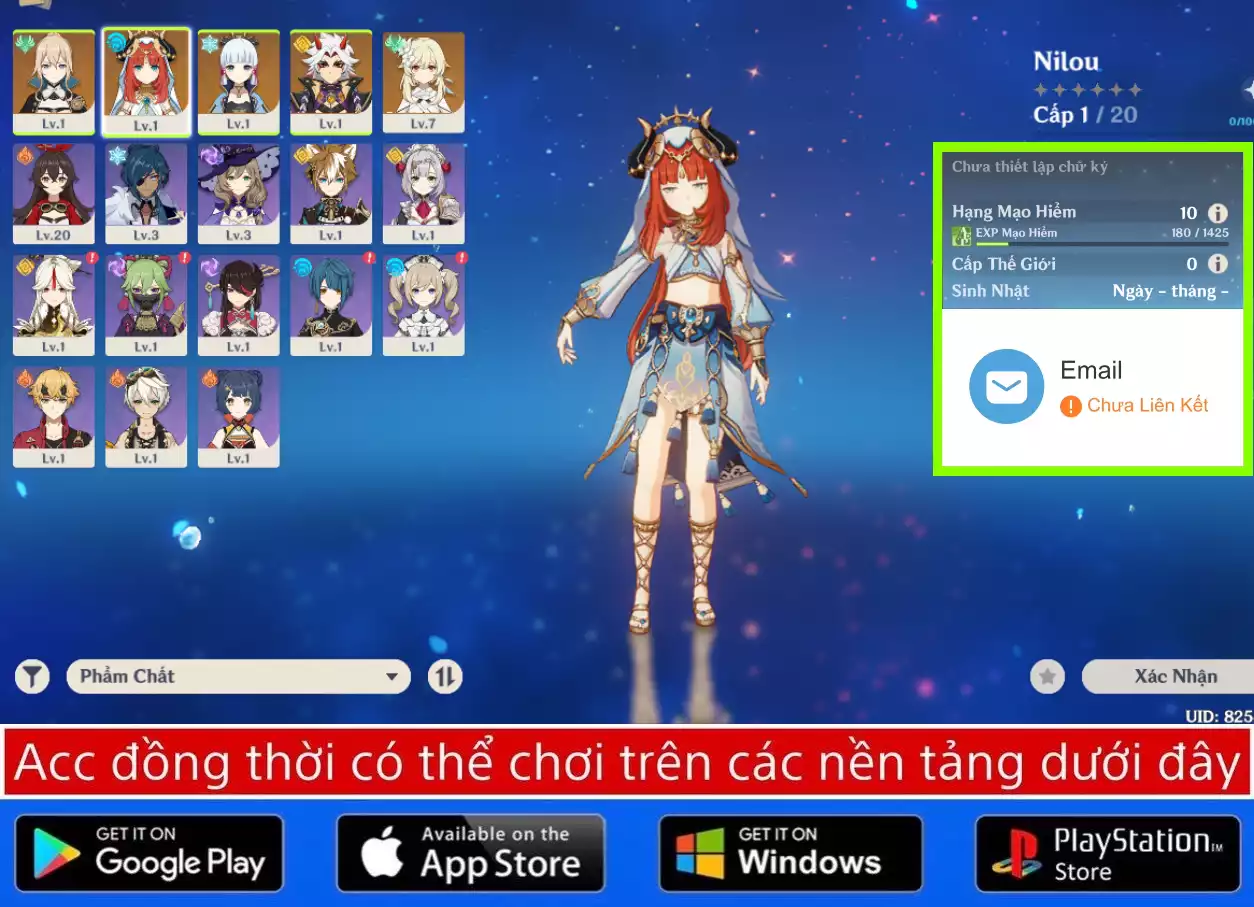 Lv.1
Lv.1
Lv.1
Lv.1
Lv.7
Lv.20
Lv.3
Lv.3
Lv.1
Lv.1
Lv.1
Lv.1
Lv.1
Lv.1
Lv.1
Lv.1
Lv.1
Lv.1
Nilou
Cấp 1 / 20
0/100
Chưa thiết lập chữ ký
Hạng Mạo Hiểm 10
EXP Mạo Hiểm 180 / 1425
Cấp Thế Giới 0
Sinh Nhật Ngày - tháng -
Email
Chưa Liên Kết
Phẩm Chất
Xác Nhận
UID: 825
Acc đồng thời có thể chơi trên các nền tảng dưới đây
GET IT ON
Google Play
Available on the
App Store
GET IT ON
Windows
PlayStation TM
Store